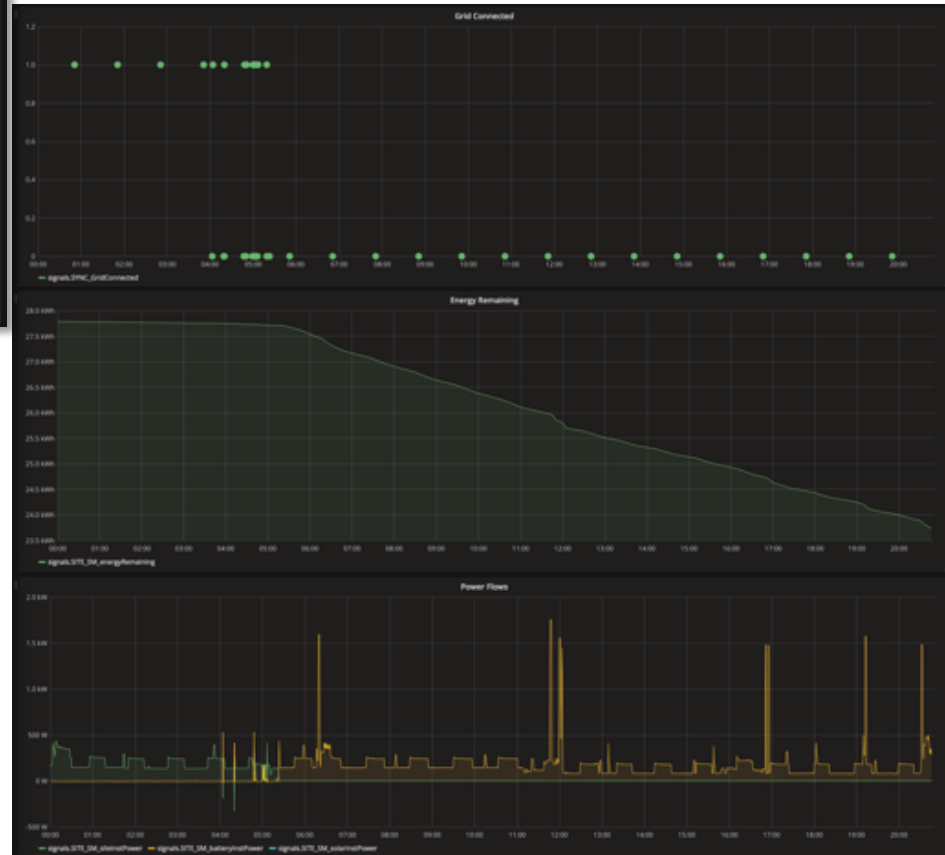 Grid Connected
1.2
1.0
0.8
0.6
0.4
0.2
0
00:00 01:00 02:00 03:00 04:00 05:00 06:00 07:00 08:00 09:00 10:00 11:00 12:00 13:00 14:00 15:00 16:00 17:00 18:00 19:00 20:00
signals.SYNC_GridConnected
Energy Remaining
28.0 kWh
27.5 kWh
27.0 kWh
26.5 kWh
26.0 kWh
25.5 kWh
25.0 kWh
24.5 kWh
24.0 kWh
23.5 kWh
00:00 01:00 02:00 03:00 04:00 05:00 06:00 07:00 08:00 09:00 10:00 11:00 12:00 13:00 14:00 15:00 16:00 17:00 18:00 19:00 20:00
signals.SITE_SM_energyRemaining
Power Flows
2.0 kW
1.5 kW
1.0 kW
500 W
0 W
-500 W
00:00 01:00 02:00 03:00 04:00 05:00 06:00 07:00 08:00 09:00 10:00 11:00 12:00 13:00 14:00 15:00 16:00 17:00 18:00 19:00 20:00
signals.SITE_SM_siteInstPower signals.SITE_SM_batteryInstPower signals.SITE_SM_solarInstPower